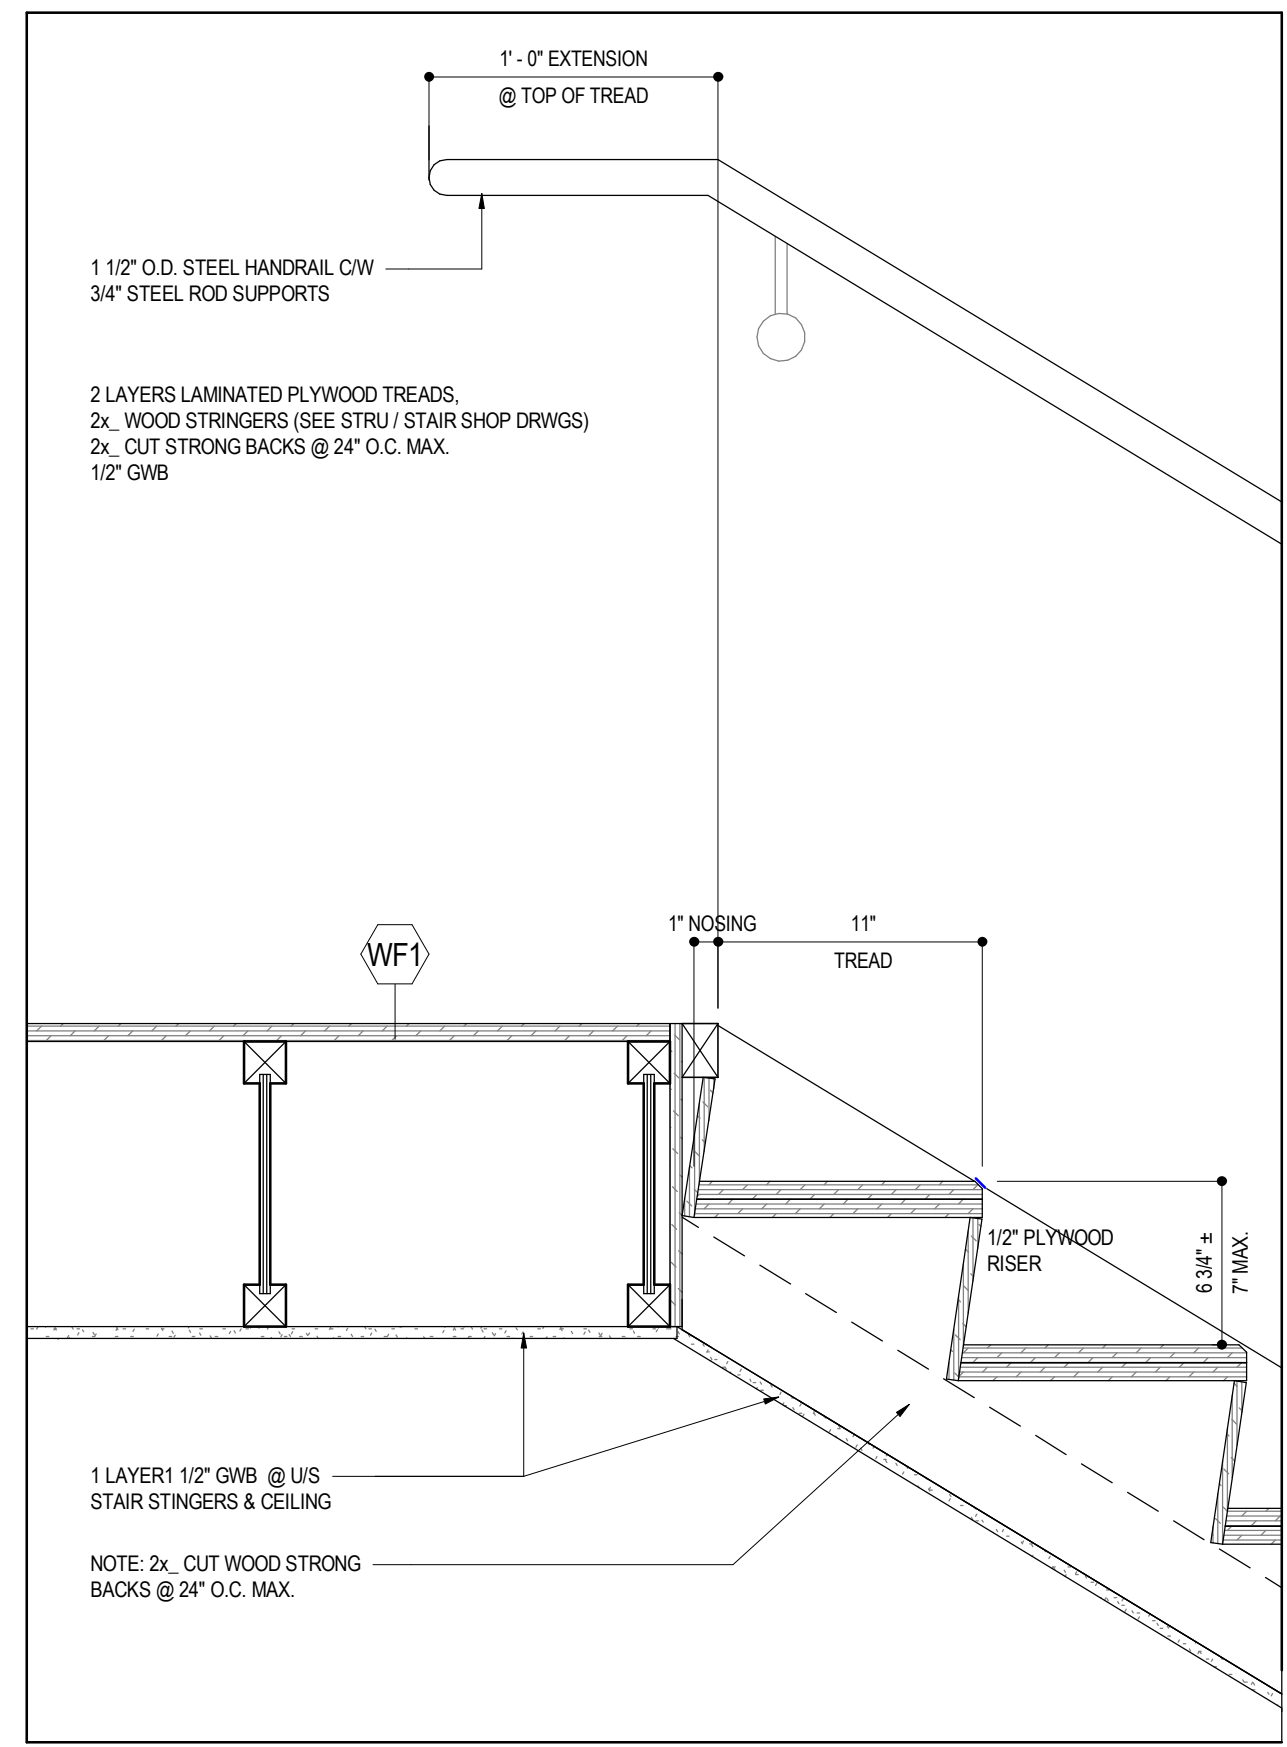 1' - 0" EXTENSION
@ TOP OF TREAD
1 1/2" O.D. STEEL HANDRAIL C/W
3/4" STEEL ROD SUPPORTS
2 LAYERS LAMINATED PLYWOOD TREADS,
2x_ WOOD STRINGERS (SEE STRU / STAIR SHOP DRWGS)
2x_ CUT STRONG BACKS @ 24" O.C. MAX.
1/2" GWB
1" NOSING
11"
TREAD
WF1
1/2" PLYWOOD
RISER
6 3/4" ±
7" MAX.
1 LAYER1 1/2" GWB @ U/S
STAIR STINGERS & CEILING
NOTE: 2x_ CUT WOOD STRONG
BACKS @ 24" O.C. MAX.